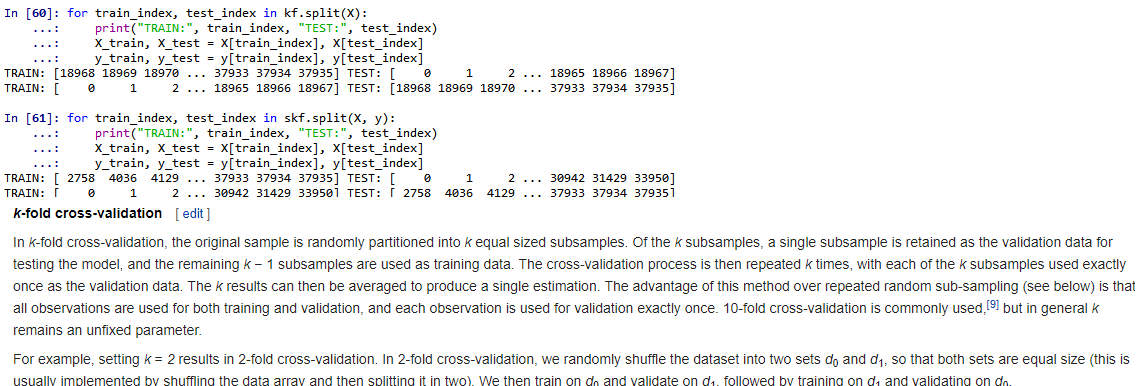 In [60]: for train_index, test_index in kf.split(X):
...: print("TRAIN:", train_index, "TEST:", test_index)
...: X_train, X_test = X[train_index], X[test_index]
...: y_train, y_test = y[train_index], y[test_index]
TRAIN: [18968 18969 18970 ... 37933 37934 37935] TEST: [ 0 1 2 ... 18965 18966 18967]
TRAIN: [ 0 1 2 ... 18965 18966 18967] TEST: [18968 18969 18970 ... 37933 37934 37935]
In [61]: for train_index, test_index in skf.split(X, y):
...: print("TRAIN:", train_index, "TEST:", test_index)
...: X_train, X_test = X[train_index], X[test_index]
...: y_train, y_test = y[train_index], y[test_index]
TRAIN: [ 2758 4036 4129 ... 37933 37934 37935] TEST: [ 0 1 2 ... 30942 31429 33950]
TRAIN: [ 0 1 2 ... 30942 31429 33950] TEST: [ 2758 4036 4129 ... 37933 37934 37935]
k-fold cross-validation [ edit ]
In k-fold cross-validation, the original sample is randomly partitioned into k equal sized subsamples. Of the k subsamples, a single subsample is retained as the validation data for
testing the model, and the remaining k − 1 subsamples are used as training data. The cross-validation process is then repeated k times, with each of the k subsamples used exactly
once as the validation data. The k results can then be averaged to produce a single estimation. The advantage of this method over repeated random sub-sampling (see below) is that
all observations are used for both training and validation, and each observation is used for validation exactly once. 10-fold cross-validation is commonly used,[9] but in general k
remains an unfixed parameter.
For example, setting k = 2 results in 2-fold cross-validation. In 2-fold cross-validation, we randomly shuffle the dataset into two sets d0 and d1, so that both sets are equal size (this is
usually implemented by shuffling the data array and then splitting it in two). We then train on d0 and validate on d1, followed by training on d1 and validating on d0.